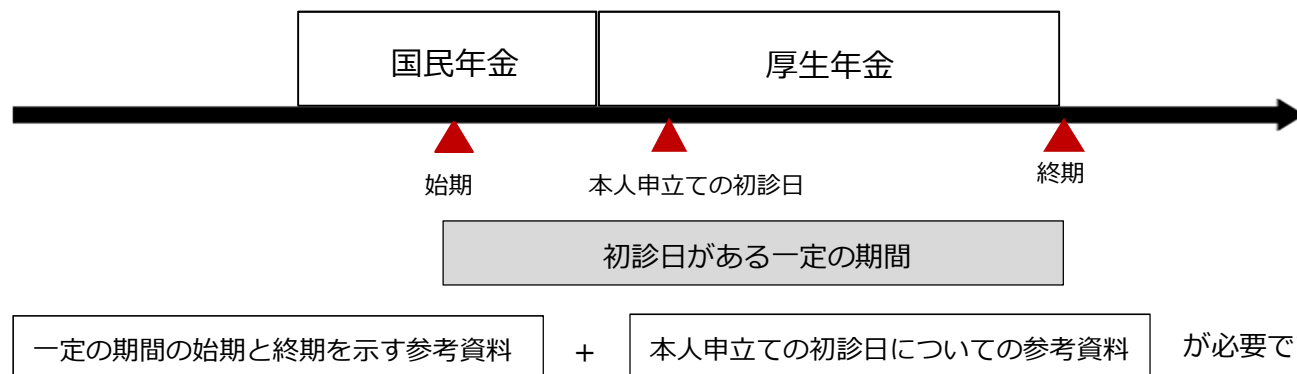 国民年金 厚生年金
始期 本人申立ての初診日 終期
初診日がある一定の期間
一定の期間の始期と終期を示す参考資料 + 本人申立ての初診日についての参考資料 が必要で